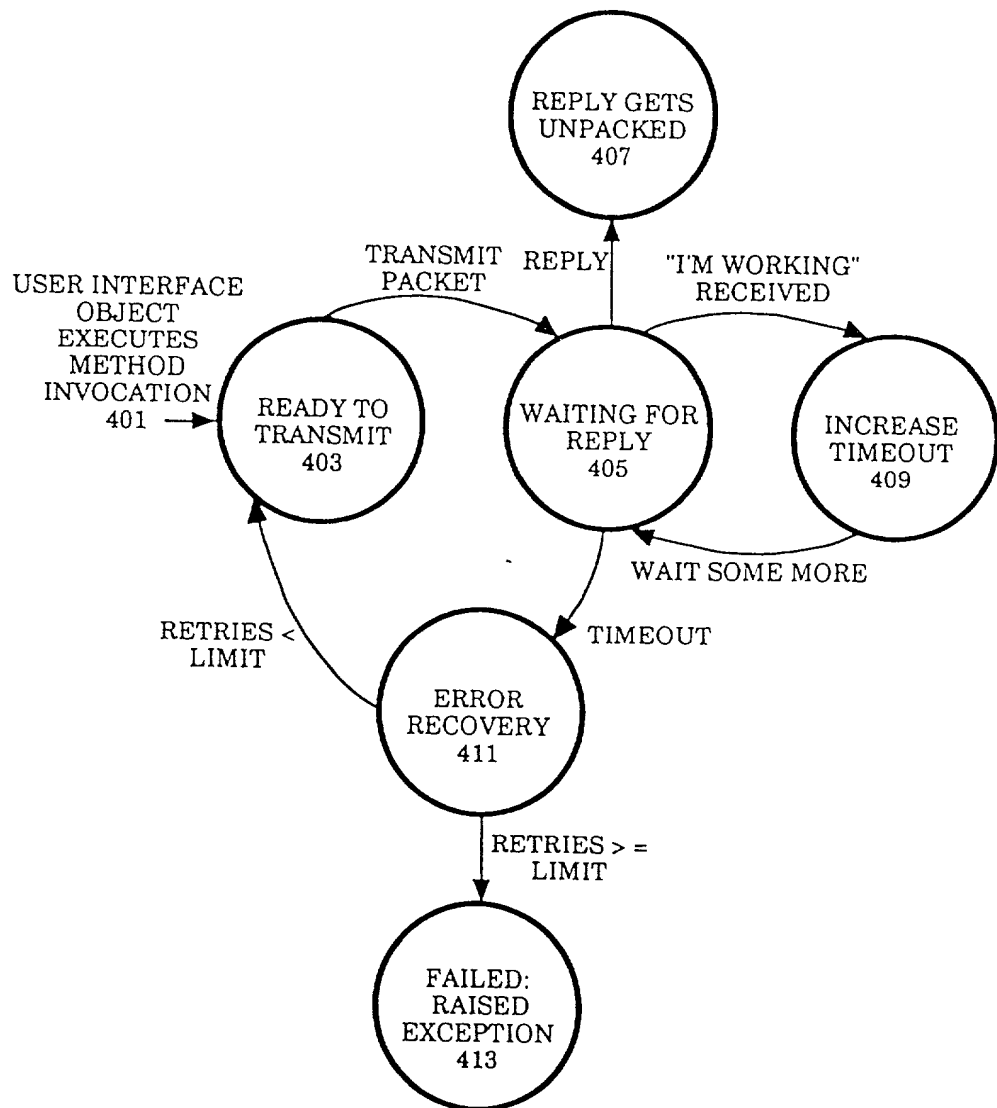 REPLY GETS
UNPACKED
407
TRANSMIT
PACKET
REPLY
"I'M WORKING"
RECEIVED
USER INTERFACE
OBJECT
EXECUTES
METHOD
INVOCATION
401
READY TO
TRANSMIT
403
WAITING FOR
REPLY
405
INCREASE
TIMEOUT
409
WAIT SOME MORE
RETRIES <
LIMIT
TIMEOUT
ERROR
RECOVERY
411
RETRIES > =
LIMIT
FAILED:
RAISED
EXCEPTION
413